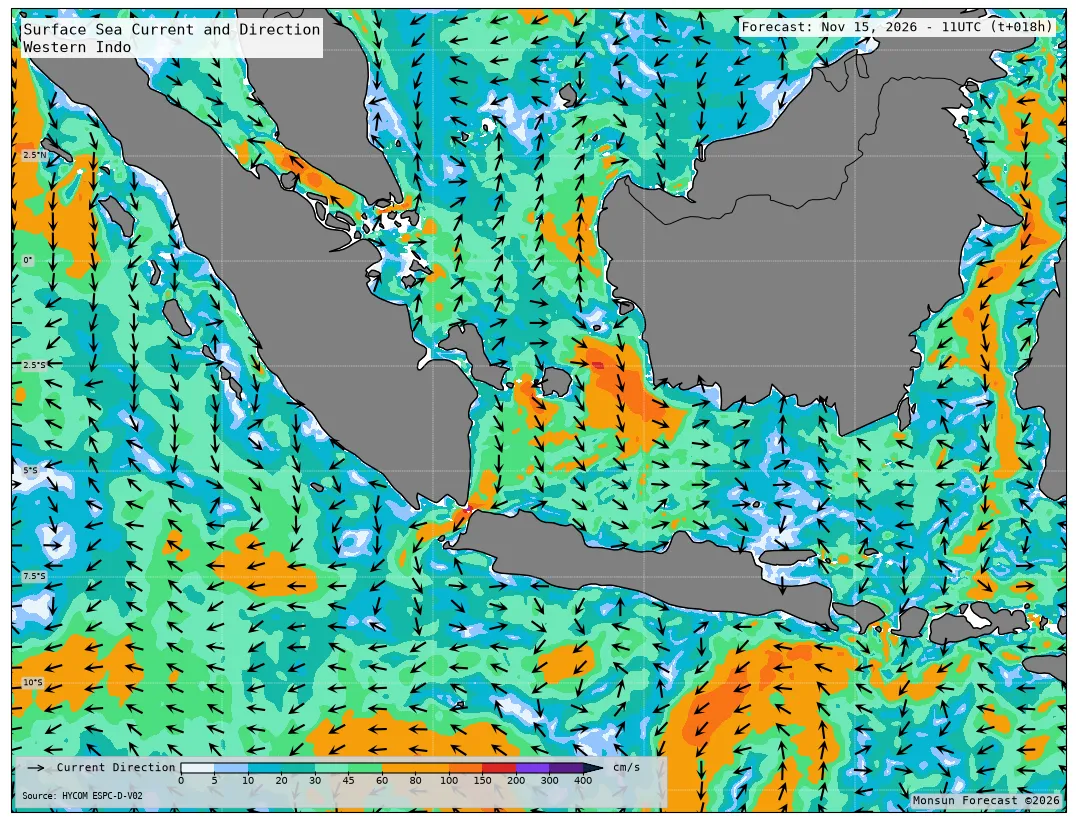 Surface Sea Current and Direction
Western Indo
Forecast: Nov 15, 2026 - 11UTC (t+018h)
2.5°N
0°
2.5°S
5°S
7.5°S
10°S
Current Direction
0 5 10 20 30 45 60 80 100 150 200 300 400 cm/s
Source: HYCOM ESPC-D-V02
Monsun Forecast ©2026